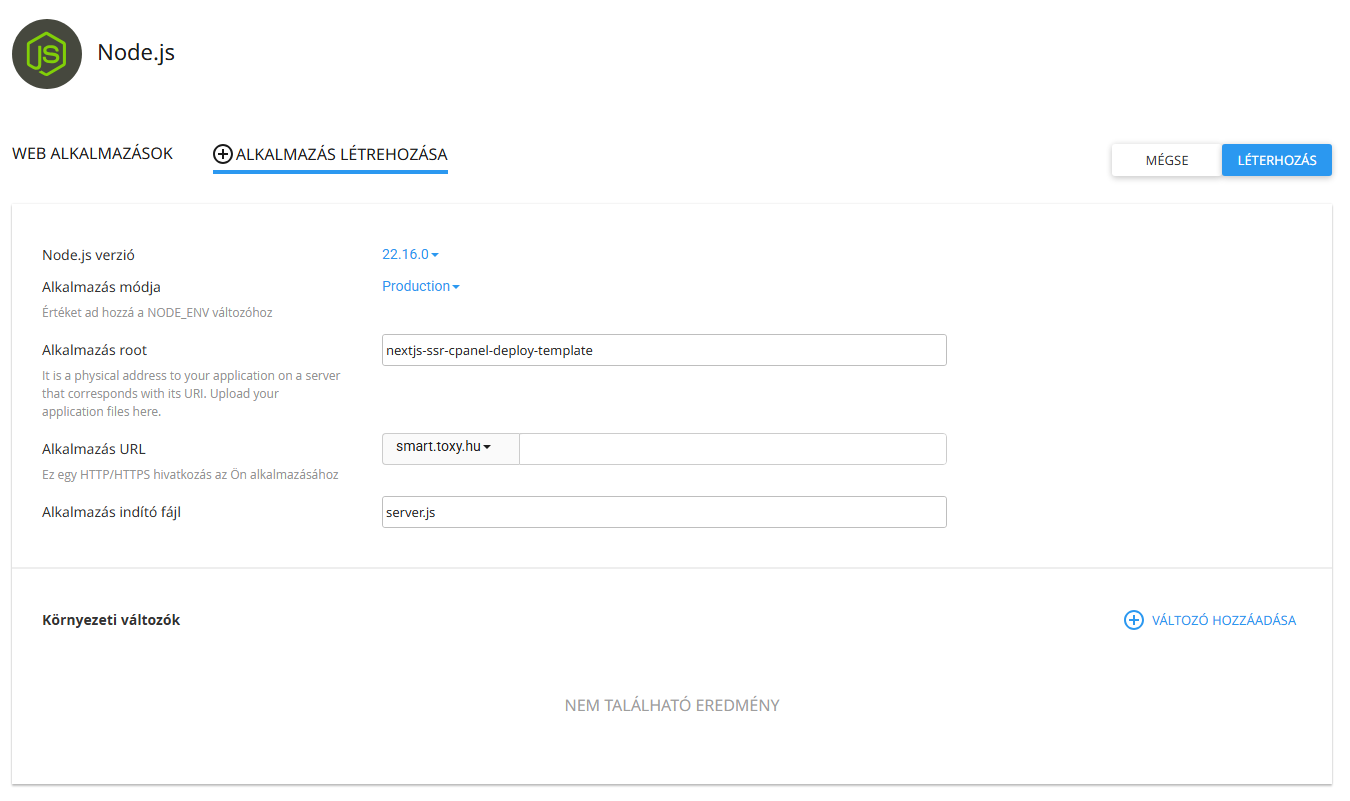 JS
Node.js
WEB ALKALMAZÁSOK
ALKALMAZÁS LÉTREHOZÁSA
MÉGSE
LÉTERHOZÁS
Node.js verzió
22.16.0
Alkalmazás módja
Production
Értéket ad hozzá a NODE_ENV változóhoz
Alkalmazás root
nextjs-ssr-cpanel-deploy-template
It is a physical address to your application on a server
that corresponds with its URI. Upload your
application files here.
Alkalmazás URL
smart.toxy.hu
Ez egy HTTP/HTTPS hivatkozás az Ön alkalmazásához
Alkalmazás indító fájl
server.js
Környezeti változók
VÁLTOZÓ HOZZÁADÁSA
NEM TALÁLHATÓ EREDMÉNY